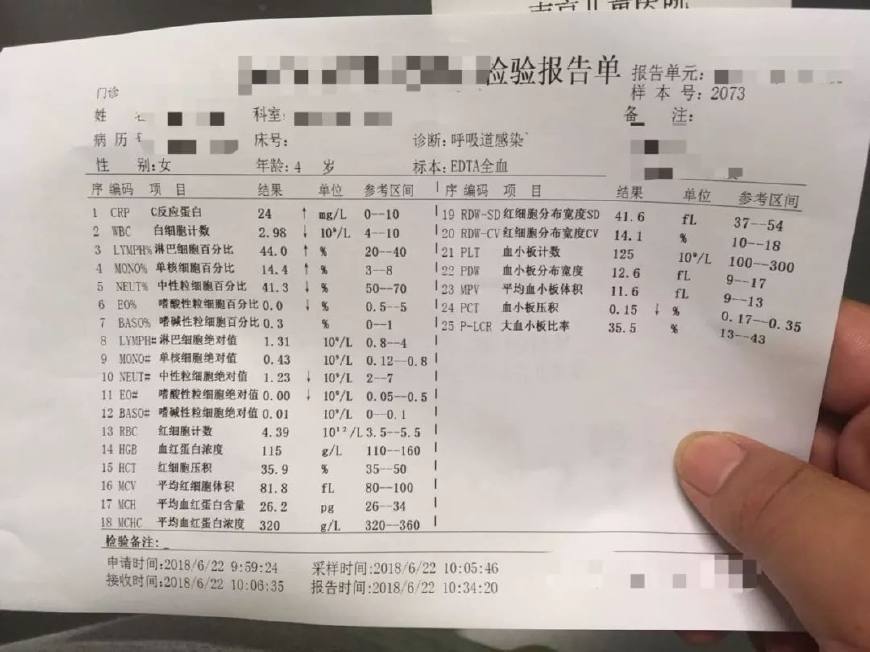 检验报告单
报告单元:
门诊
样 本 号: 2073
姓
科室:
备 注:
病 历
床号:
诊断: 呼吸道感染
性 别:女
年龄: 4 岁
标本: EDTA全血
序 编码 项 目 结果 单位 参考区间
1 CRP C反应蛋白 24 ↑ mg/L 0--10
2 WBC 白细胞计数 2.98 ↓ 10⁹/L 4--10
3 LYMPH% 淋巴细胞百分比 44.0 ↑ % 20--40
4 MONO% 单核细胞百分比 14.4 ↑ % 3--8
5 NEUT% 中性粒细胞百分比 41.3 ↓ % 50--70
6 EO% 嗜酸性粒细胞百分比 0.0 ↓ % 0.5--5
7 BASO% 嗜碱性粒细胞百分比 0.3 % 0--1
8 LYMPH# 淋巴细胞绝对值 1.31 10⁹/L 0.8--4
9 MONO# 单核细胞绝对值 0.43 10⁹/L 0.12--0.8
10 NEUT# 中性粒细胞绝对值 1.23 ↓ 10⁹/L 2--7
11 EO# 嗜酸性粒细胞绝对值 0.00 ↓ 10⁹/L 0.05--0.5
12 BASO# 嗜碱性粒细胞绝对值 0.01 10⁹/L 0--0.1
13 RBC 红细胞计数 4.39 10¹²/L 3.5--5.5
14 HGB 血红蛋白浓度 115 g/L 110--160
15 HCT 红细胞压积 35.9 % 35--50
16 MCV 平均红细胞体积 81.8 fL 80--100
17 MCH 平均血红蛋白含量 26.2 pg 26--34
18 MCHC 平均血红蛋白浓度 320 g/L 320--360
序 编码 项 目 结果 单位 参考区间
19 RDW-SD 红细胞分布宽度SD 41.6 fL 37--54
20 RDW-CV 红细胞分布宽度CV 14.1 % 10--18
21 PLT 血小板计数 125 10⁹/L 100--300
22 PDW 血小板分布宽度 12.6 fL 9--17
23 MPV 平均血小板体积 11.6 fL 9--13
24 PCT 血小板压积 0.15 ↓ % 0.17--0.35
25 P-LCR 大血小板比率 35.5 % 13--43
检验备注:_
申请时间:2018/6/22 9:59:24 采样时间:2018/6/22 10:05:46
接收时间:2018/6/22 10:06:35 报告时间:2018/6/22 10:34:20